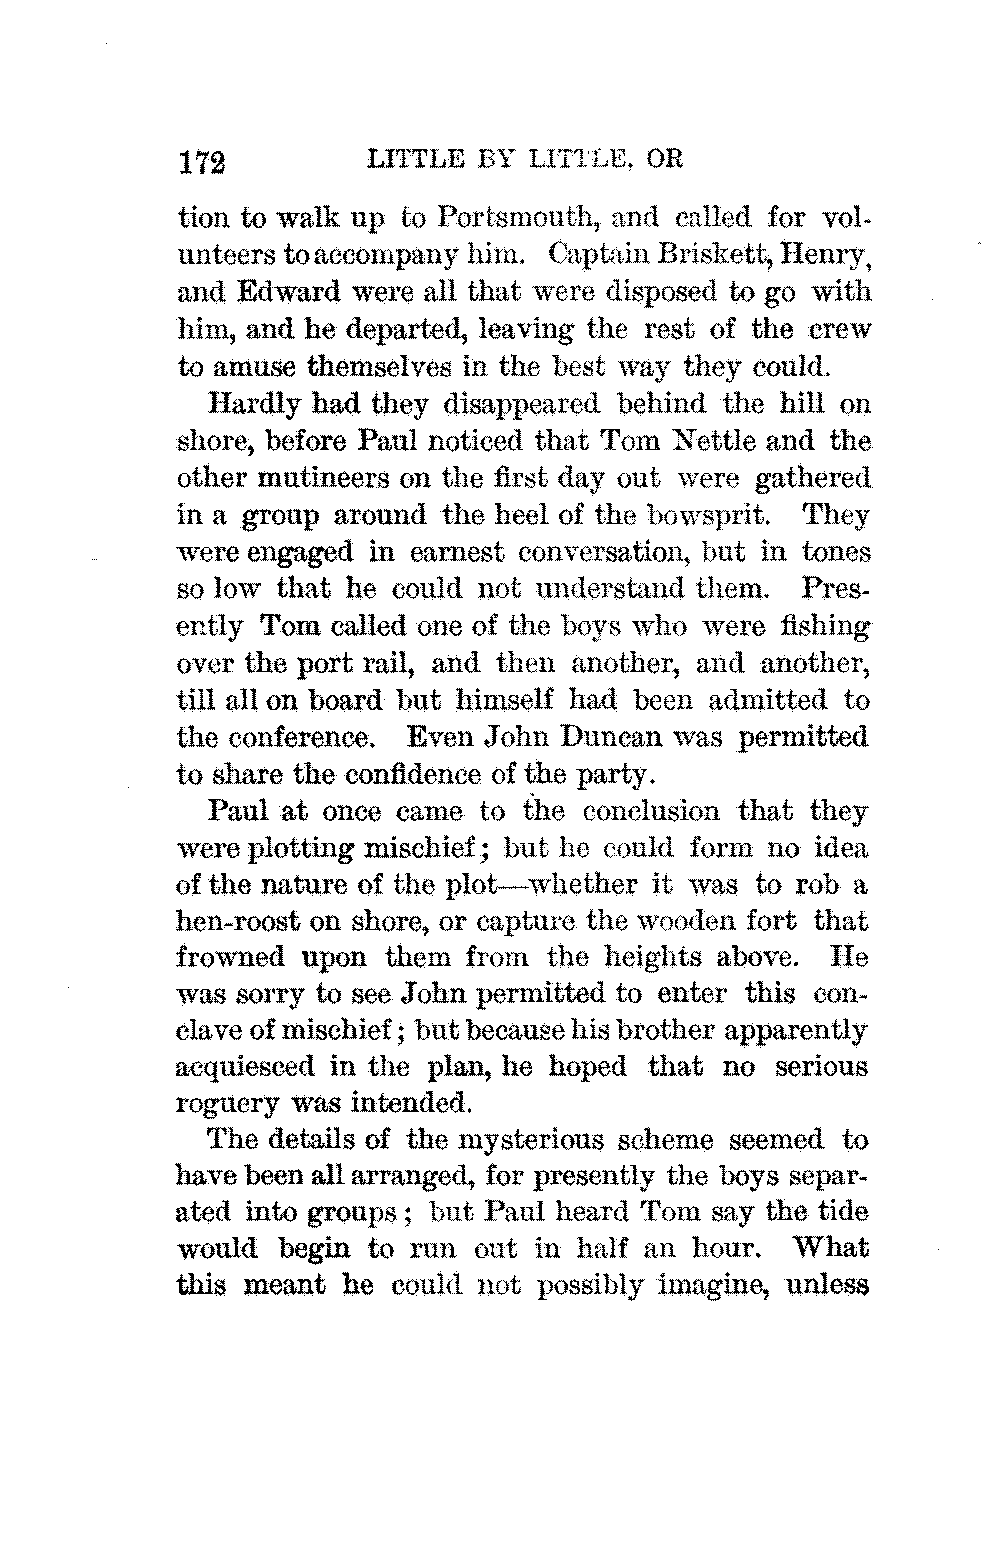 172 LITTLE BY LITTLE, OR
tion to walk up to Portsmouth, and called for vol-
unteers to accompany him. Captain Briskett, Henry,
and Edward were all that were disposed to go with
him, and he departed, leaving the rest of the crew
to amuse themselves in the best way they could.
Hardly had they disappeared behind the hill on
shore, before Paul noticed that Tom Nettle and the
other mutineers on the first day out were gathered
in a group around the heel of the bowsprit. They
were engaged in earnest conversation, but in tones
so low that he could not understand them. Pres-
ently Tom called one of the boys who were fishing
over the port rail, and then another, and another,
till all on board but himself had been admitted to
the conference. Even John Duncan was permitted
to share the confidence of the party.
Paul at once came to the conclusion that they
were plotting mischief; but he could form no idea
of the nature of the plot—whether it was to rob a
hen-roost on shore, or capture the wooden fort that
frowned upon them from the heights above. He
was sorry to see John permitted to enter this con-
clave of mischief; but because his brother apparently
acquiesced in the plan, he hoped that no serious
roguery was intended.
The details of the mysterious scheme seemed to
have been all arranged, for presently the boys separ-
ated into groups; but Paul heard Tom say the tide
would begin to run out in half an hour. What
this meant he could not possibly imagine, unless